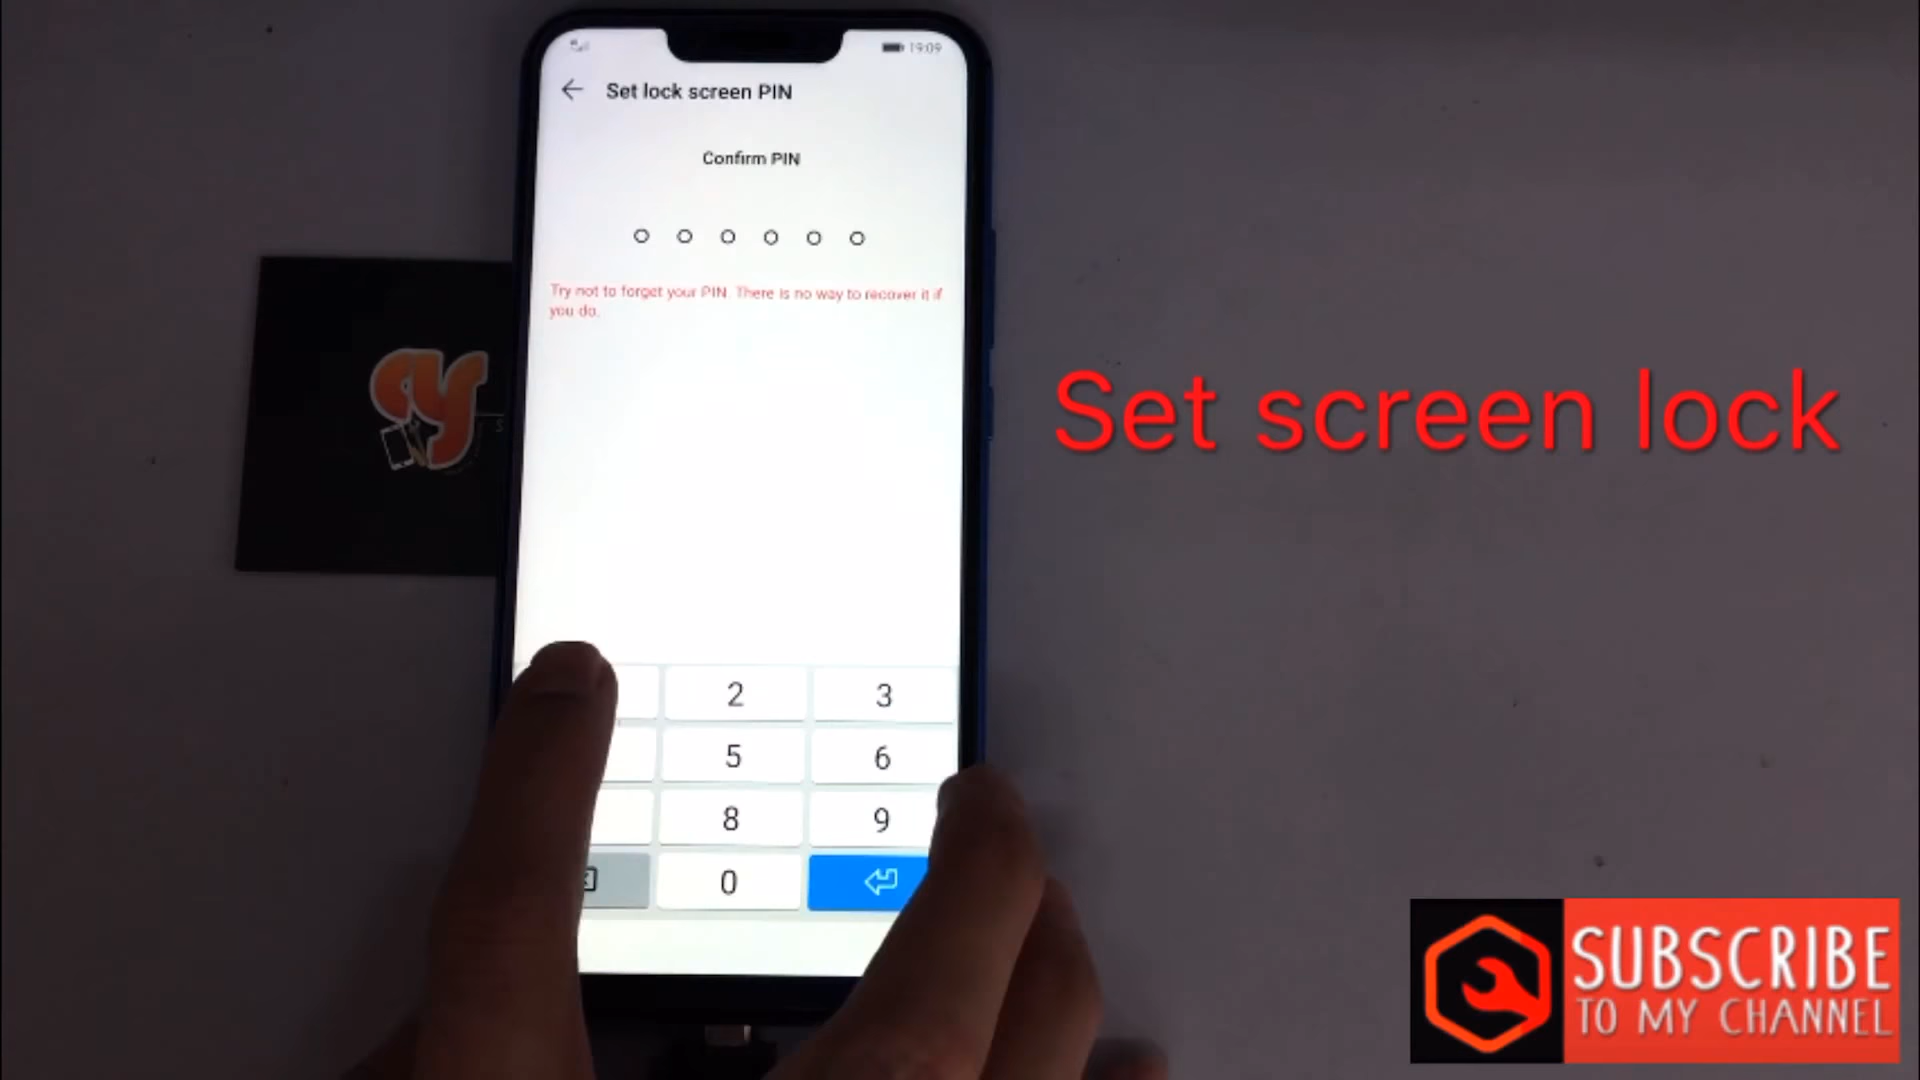 19:09
Set lock screen PIN
Confirm PIN
Try not to forget your PIN. There is no way to recover it if
you do.
Set screen lock
2
3
5
6
8
9
0
SUBSCRIBE
TO MY CHANNEL